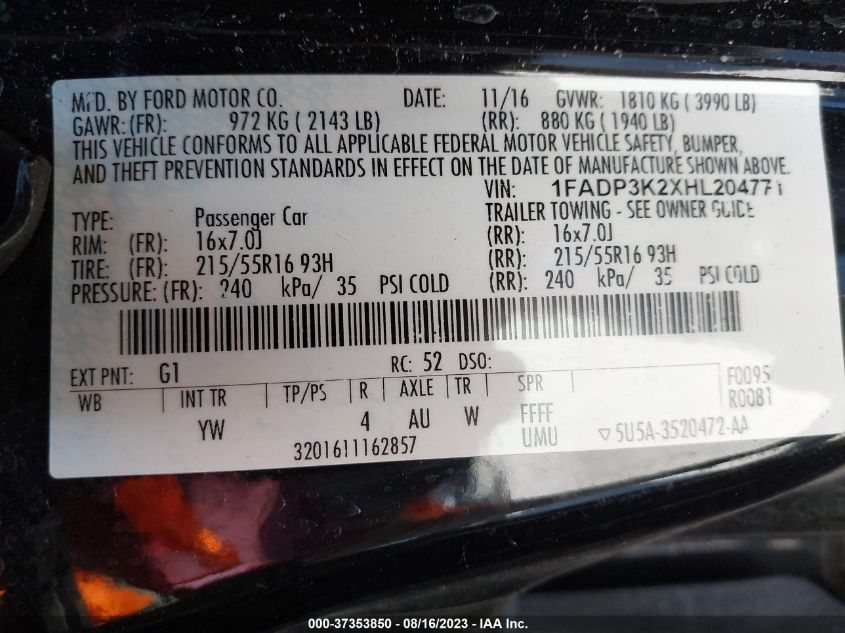 MFD. BY FORD MOTOR CO. DATE: 11/16 GVWR: 1810 KG ( 3990 LB)
GAWR: (FR): 972 KG ( 2143 LB) (RR): 880 KG ( 1940 LB)
THIS VEHICLE CONFORMS TO ALL APPLICABLE FEDERAL MOTOR VEHICLE SAFETY, BUMPER,
AND THEFT PREVENTION STANDARDS IN EFFECT ON THE DATE OF MANUFACTURE SHOWN ABOVE.
VIN: 1FADP3K2XHL204771
TYPE: Passenger Car TRAILER TOWING - SEE OWNER GUIDE
RIM: (FR): 16x7.0J (RR): 16x7.0J
TIRE: (FR): 215/55R16 93H (RR): 215/55R16 93H
PRESSURE: (FR): 240 kPa/ 35 PSI COLD (RR): 240 kPa/ 35 PSI COLD
EXT PNT: G1 RC: 52 DSO: F0095
WB INT TR TP/PS R AXLE TR SPR R0081
YW 4 AU W FFFF
3201611162857 UMU ▽5U5A-3520472-AA
000-37353850 - 08/16/2023 - IAA Inc.